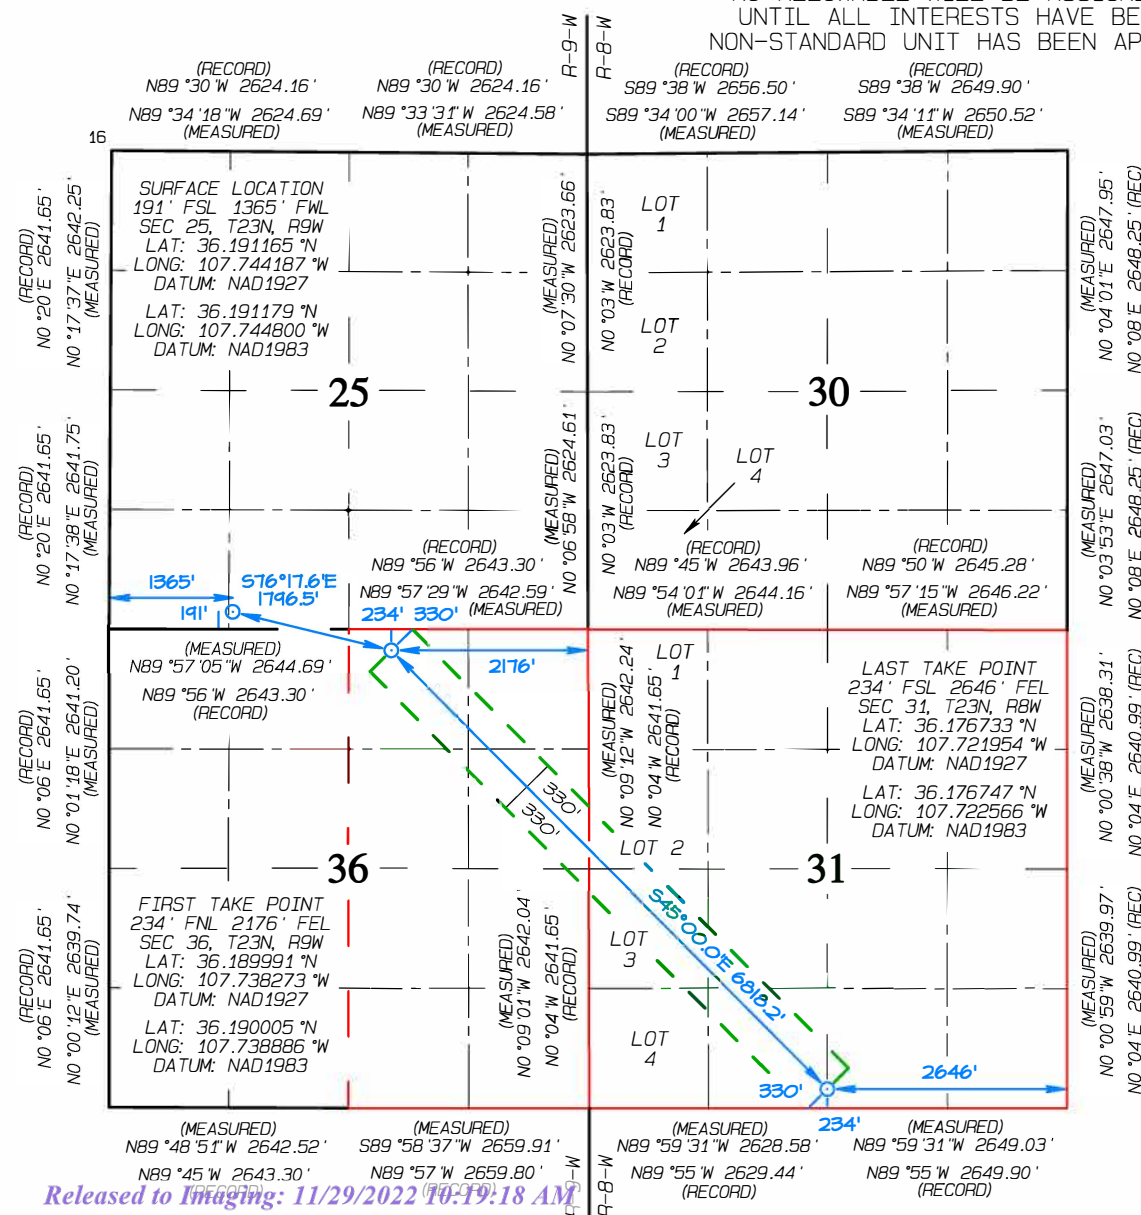 UNTIL ALL INTERESTS HAVE BE
NON-STANDARD UNIT HAS BEEN AP
R-9-W
R-8-W
(RECORD)
N89°30'W 2624.16'
N89°34'18"W 2624.69'
(MEASURED)
(RECORD)
N89°30'W 2624.16'
N89°33'31"W 2624.58'
(MEASURED)
(RECORD)
S89°38'W 2656.50'
S89°34'00"W 2657.14'
(MEASURED)
(RECORD)
S89°38'W 2649.90'
S89°34'11"W 2650.52'
(MEASURED)
16
(RECORD)
N0°20'E 2641.65'
N0°17'37"E 2642.25'
(MEASURED)
SURFACE LOCATION
191' FSL 1365' FWL
SEC 25, T23N, R9W
LAT: 36.191165°N
LONG: 107.744187°W
DATUM: NAD1927
LAT: 36.191179°N
LONG: 107.744800°W
DATUM: NAD1983
(MEASURED)
N0°07'30"W 2623.66'
N0°03'W 2623.83'
(RECORD)
LOT
1
LOT
2
(MEASURED)
N0°04'01"E 2647.95'
N0°08'E 2648.25' (REC)
25
30
(RECORD)
N0°20'E 2641.65'
N0°17'38"E 2641.75'
(MEASURED)
(MEASURED)
N0°06'58"W 2624.61'
N0°03'W 2623.83'
(RECORD)
LOT
3
LOT
4
(MEASURED)
N0°03'53"E 2647.03'
N0°08'E 2648.25' (REC)
(RECORD)
N89°56'W 2643.30'
N89°57'29"W 2642.59'
(MEASURED)
(RECORD)
N89°45'W 2643.96'
N89°54'01"W 2644.16'
(MEASURED)
(RECORD)
N89°50'W 2645.28'
N89°57'15"W 2646.22'
(MEASURED)
1365'
191'
S76°17.6'E
1796.5'
234'
330'
2176'
(MEASURED)
N89°57'05"W 2644.69'
N89°56'W 2643.30'
(RECORD)
(RECORD)
N0°06'E 2641.65'
N0°01'18"E 2641.20'
(MEASURED)
(MEASURED)
N0°09'12"W 2642.24'
N0°04'W 2641.65'
(RECORD)
LOT
1
LAST TAKE POINT
234' FSL 2646' FEL
SEC 31, T23N, R8W
LAT: 36.176733°N
LONG: 107.721954°W
DATUM: NAD1927
LAT: 36.176747°N
LONG: 107.722566°W
DATUM: NAD1983
(MEASURED)
N0°00'38"W 2638.31'
N0°04'E 2640.99' (REC)
330'
330'
LOT 2
36
31
FIRST TAKE POINT
234' FNL 2176' FEL
SEC 36, T23N, R9W
LAT: 36.189991°N
LONG: 107.738273°W
DATUM: NAD1927
LAT: 36.190005°N
LONG: 107.738886°W
DATUM: NAD1983
(RECORD)
N0°06'E 2641.65'
N0°00'12"E 2639.74'
(MEASURED)
(MEASURED)
N0°09'01"W 2642.04'
N0°04'W 2641.65'
(RECORD)
LOT
3
LOT
4
S45°00.0'E 6818.2'
(MEASURED)
N0°00'59"W 2639.97'
N0°04'E 2640.99' (REC)
330'
2646'
234'
(MEASURED)
N89°48'51"W 2642.52'
N89°45'W 2643.30'
(RECORD)
(MEASURED)
S89°58'37"W 2659.91'
N89°57'W 2659.80'
(RECORD)
(MEASURED)
N89°59'31"W 2628.58'
N89°55'W 2629.44'
(RECORD)
(MEASURED)
N89°59'31"W 2649.03'
N89°55'W 2649.90'
(RECORD)
R-9-W
R-8-W
Released to Imaging: 11/29/2022 10:19:18 AM